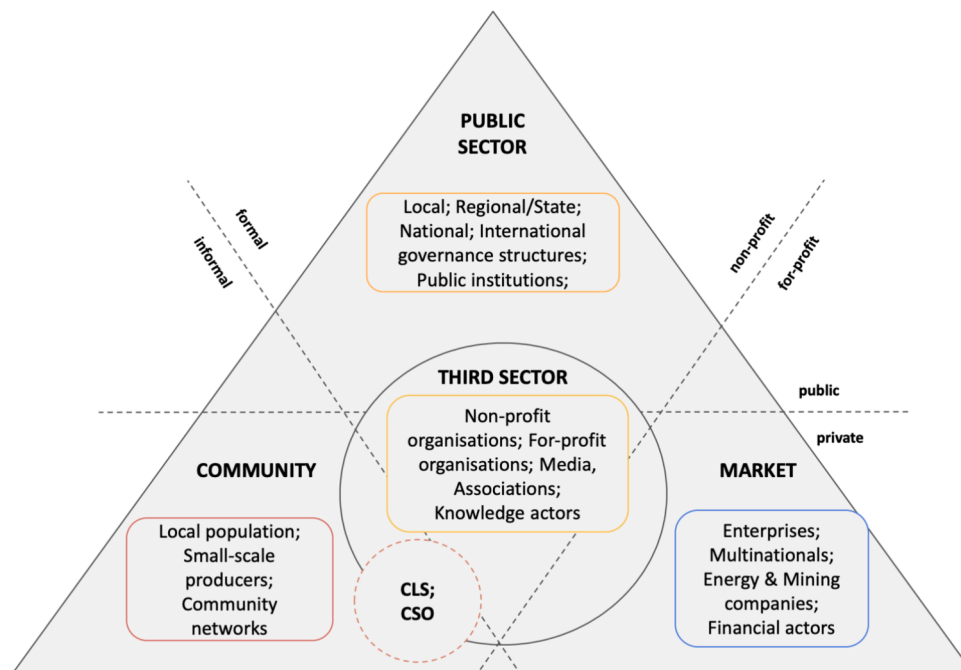 PUBLIC
SECTOR
Local; Regional/State;
National; International
governance structures;
Public institutions;
formal
informal
non-profit
for-profit
public
private
THIRD SECTOR
Non-profit
organisations; For-profit
organisations; Media,
Associations;
Knowledge actors
COMMUNITY
Local population;
Small-scale
producers;
Community
networks
CLS;
CSO
MARKET
Enterprises;
Multinationals;
Energy & Mining
companies;
Financial actors